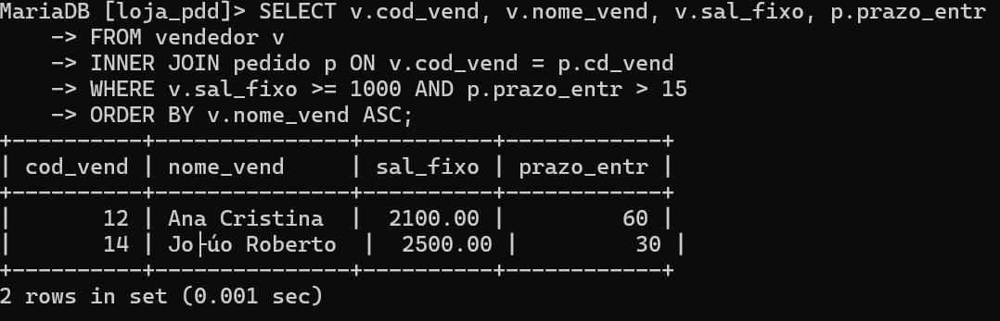 MariaDB [loja_pdd]> SELECT v.cod_vend, v.nome_vend, v.sal_fixo, p.prazo_entr
    -> FROM vendedor v
    -> INNER JOIN pedido p ON v.cod_vend = p.cd_vend
    -> WHERE v.sal_fixo >= 1000 AND p.prazo_entr > 15
    -> ORDER BY v.nome_vend ASC;
+----------+---------------+----------+------------+
| cod_vend | nome_vend     | sal_fixo | prazo_entr |
+----------+---------------+----------+------------+
|       12 | Ana Cristina  |  2100.00 |         60 |
|       14 | Jo├úo Roberto  |  2500.00 |         30 |
+----------+---------------+----------+------------+
2 rows in set (0.001 sec)